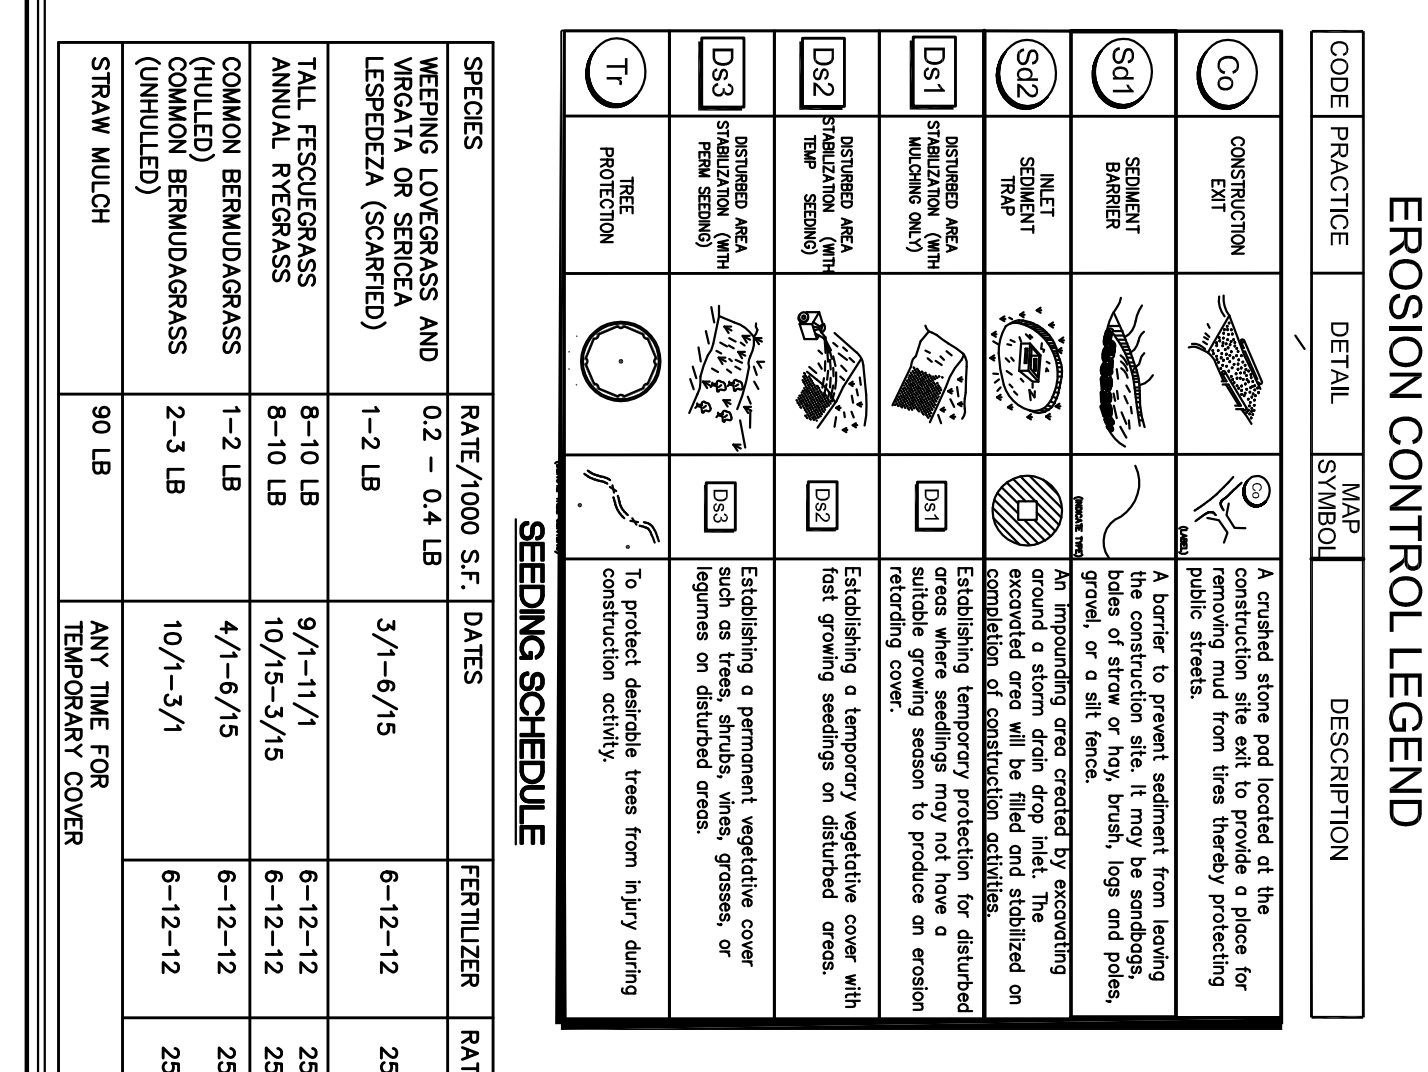 EROSION CONTROL LEGEND
CODE PRACTICE DETAIL MAP SYMBOL DESCRIPTION
Co
CONSTRUCTION
EXIT
Co
(LABEL)
A crushed stone pad located at the
construction site exit to provide a place for
removing mud from tires thereby protecting
public streets.
Sd1
SEDIMENT
BARRIER
(INDICATE TYPE)
A barrier to prevent sediment from leaving
the construction site. It may be sandbags,
bales of straw or hay, brush, logs and poles,
gravel, or a silt fence.
Sd2
INLET
SEDIMENT
TRAP
An impounding area created by excavating
around a storm drain drop inlet. The
excavated area will be filled and stabilized on
completion of construction activities.
Ds1
DISTURBED AREA
STABILIZATION (WITH
MULCHING ONLY)
Ds1
Establishing temporary protection for disturbed
areas where seedlings may not have a
suitable growing season to produce an erosion
retarding cover.
Ds2
DISTURBED AREA
STABILIZATION (WITH
TEMP SEEDING)
Ds2
Establishing a temporary vegetative cover with
fast growing seedings on disturbed areas.
Ds3
DISTURBED AREA
STABILIZATION (WITH
PERM SEEDING)
Ds3
Establishing a permanent vegetative cover
such as trees, shrubs, vines, grasses, or
legumes on disturbed areas.
Tr
TREE
PROTECTION
To protect desirable trees from injury during
construction activity.
SEEDING SCHEDULE
SPECIES RATE/1000 S.F. DATES FERTILIZER RAT
WEEPING LOVEGRASS AND 0.2 – 0.4 LB
VIRGATA OR SERICEA 3/1–6/15 6–12–12 25
LESPEDEZA (SCARFIED) 1–2 LB
TALL FESCUEGRASS 8–10 LB 9/1–11/1 6–12–12 25
ANNUAL RYEGRASS 8–10 LB 10/15–3/15 6–12–12 25
COMMON BERMUDAGRASS 1–2 LB 4/1–6/15 6–12–12 25
(HULLED)
COMMON BERMUDAGRASS 2–3 LB 10/1–3/1 6–12–12 25
(UNHULLED)
STRAW MULCH 90 LB ANY TIME FOR
TEMPORARY COVER